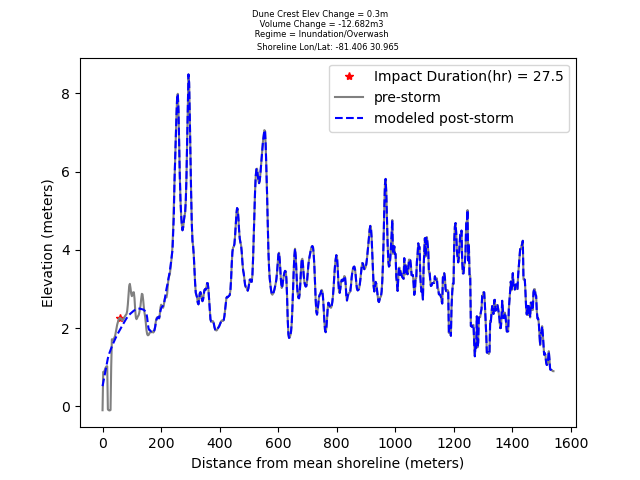 Dune Crest Elev Change = 0.3m
Volume Change = -12.682m3
Regime = Inundation/Overwash
Shoreline Lon/Lat: -81.406 30.965
Impact Duration(hr) = 27.5
pre-storm
modeled post-storm
Elevation (meters)
8
6
4
2
0
0 200 400 600 800 1000 1200 1400 1600
Distance from mean shoreline (meters)